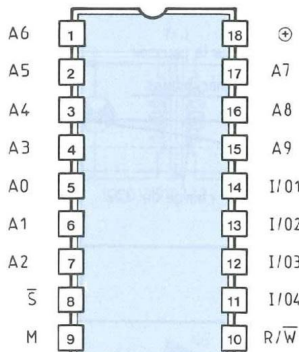 A6 1 18 ⊕
A5 2 17 A7
A4 3 16 A8
A3 4 15 A9
A0 5 14 I/O1
A1 6 13 I/O2
A2 7 12 I/O3
S̅ 8 11 I/O4
M 9 10 R/W̅